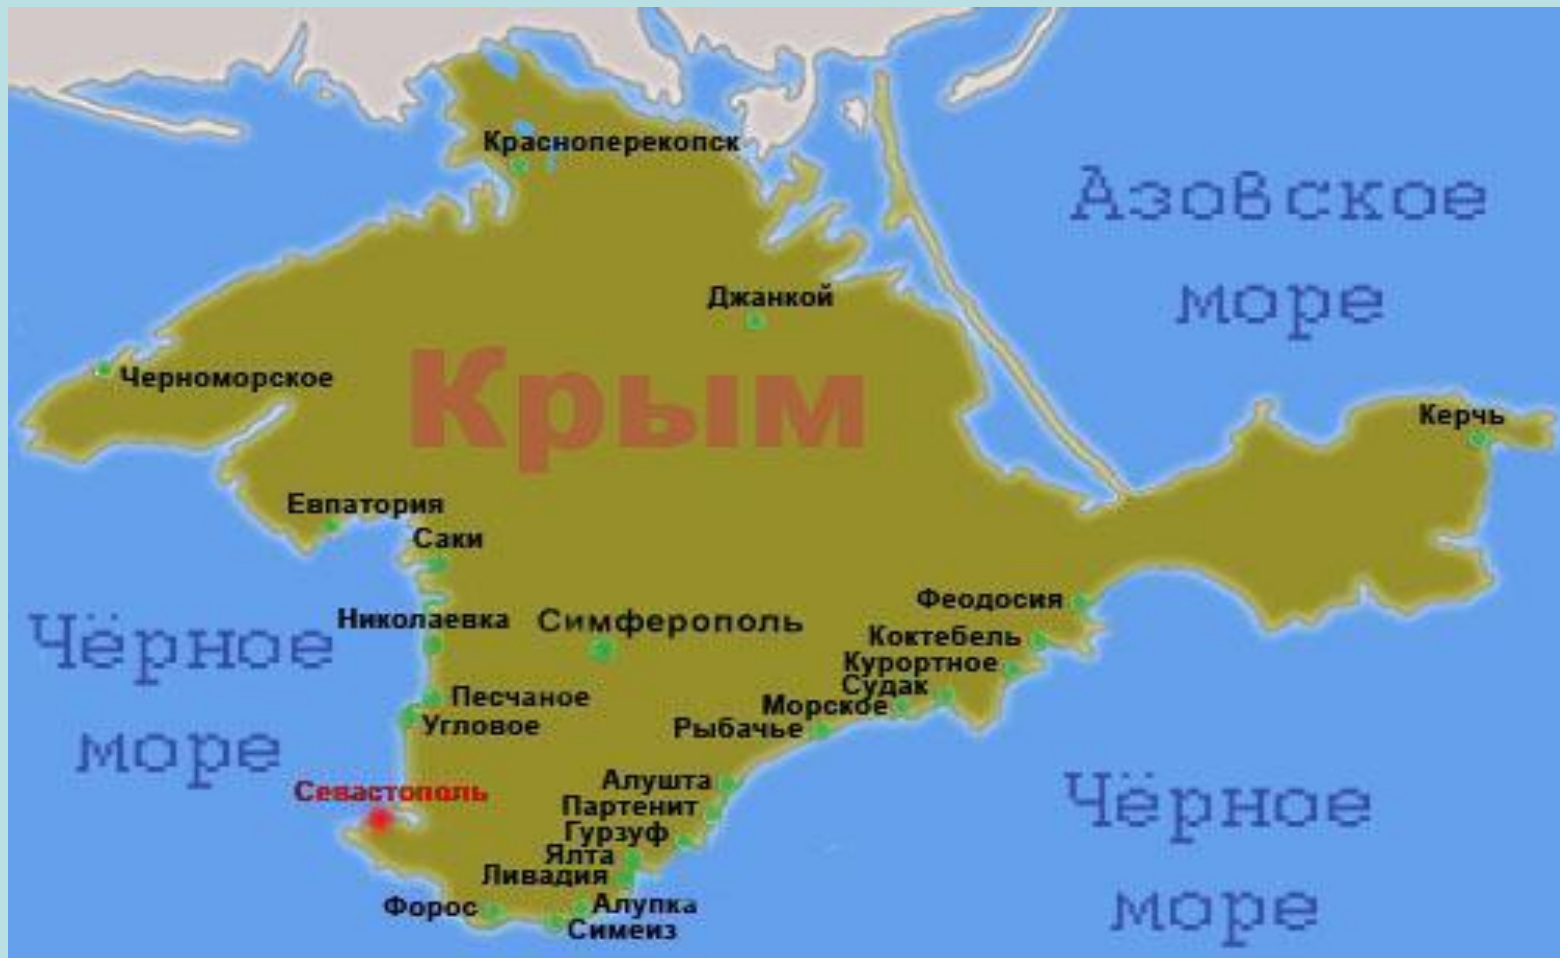 Красноперекопск
Азовское
море
Джанкой
Черноморское
Крым
Керчь
Евпатория
Саки
Феодосия
Николаевка
Симферополь
Чёрное
море
Коктебель
Курортное
Судак
Песчаное
Морское
Угловое
Рыбачье
Севастополь
Алушта
Партенит
Чёрное
море
Гурзуф
Ялта
Ливадия
Форос
Алупка
Симеиз